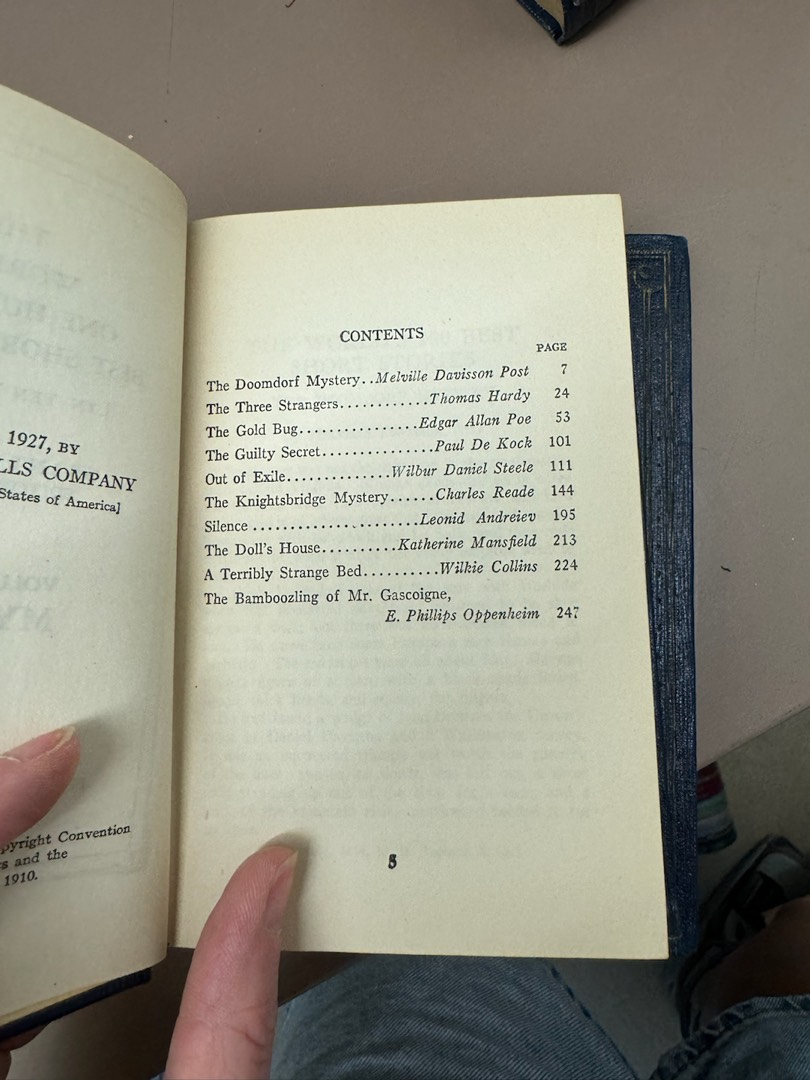 1927, BY
LLS COMPANY
States of America]
pyright Convention
s and the
1910.
CONTENTS
PAGE
The Doomdorf Mystery..Melville Davisson Post 7
The Three Strangers............Thomas Hardy 24
The Gold Bug................Edgar Allan Poe 53
The Guilty Secret...............Paul De Kock 101
Out of Exile..............Wilbur Daniel Steele 111
The Knightsbridge Mystery......Charles Reade 144
Silence .......................Leonid Andreiev 195
The Doll's House..........Katherine Mansfield 213
A Terribly Strange Bed..........Wilkie Collins 224
The Bamboozling of Mr. Gascoigne,
E. Phillips Oppenheim 247
5